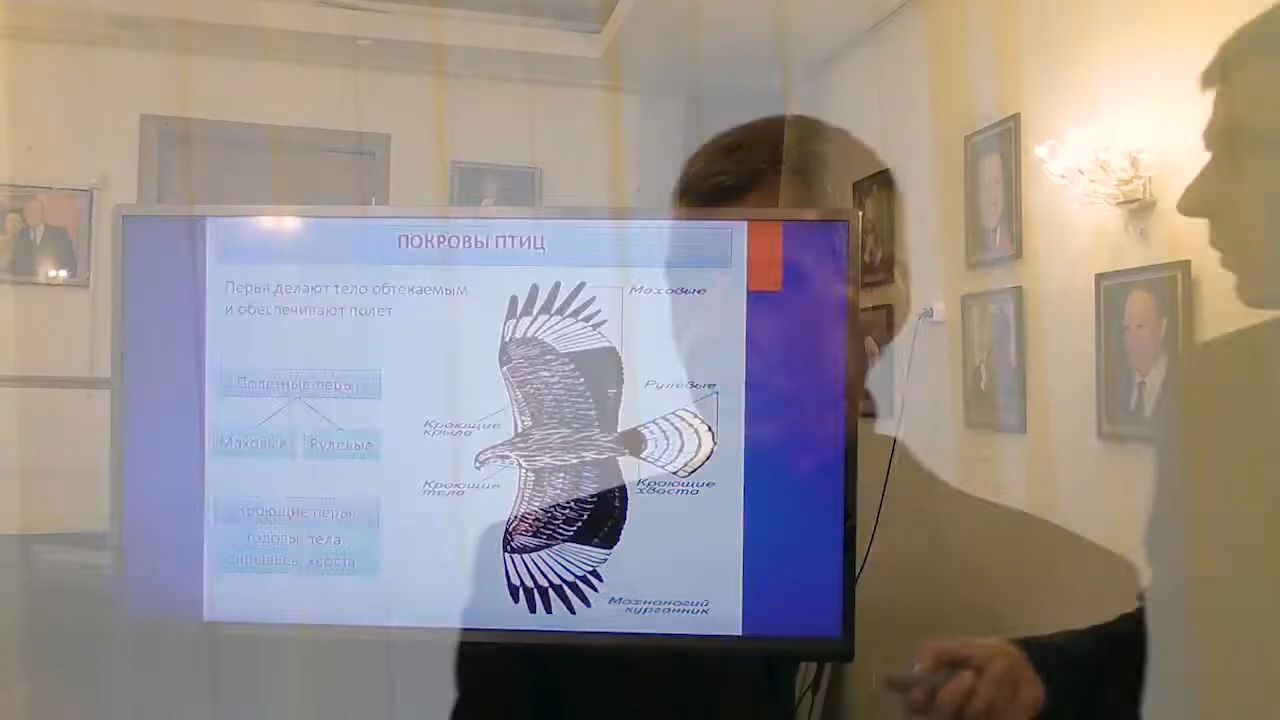 ПОКРОВЫ ПТИЦ
Перья делают тело обтекаемым
и обеспечивают полет
Маховые
Рулевые
Кроющие
крыла
Кроющие
тела
Кроющие
хвоста
Маховые
Рулевые
Кроющие перья
головы, тела,
хвоста
Мохноногий
курганник